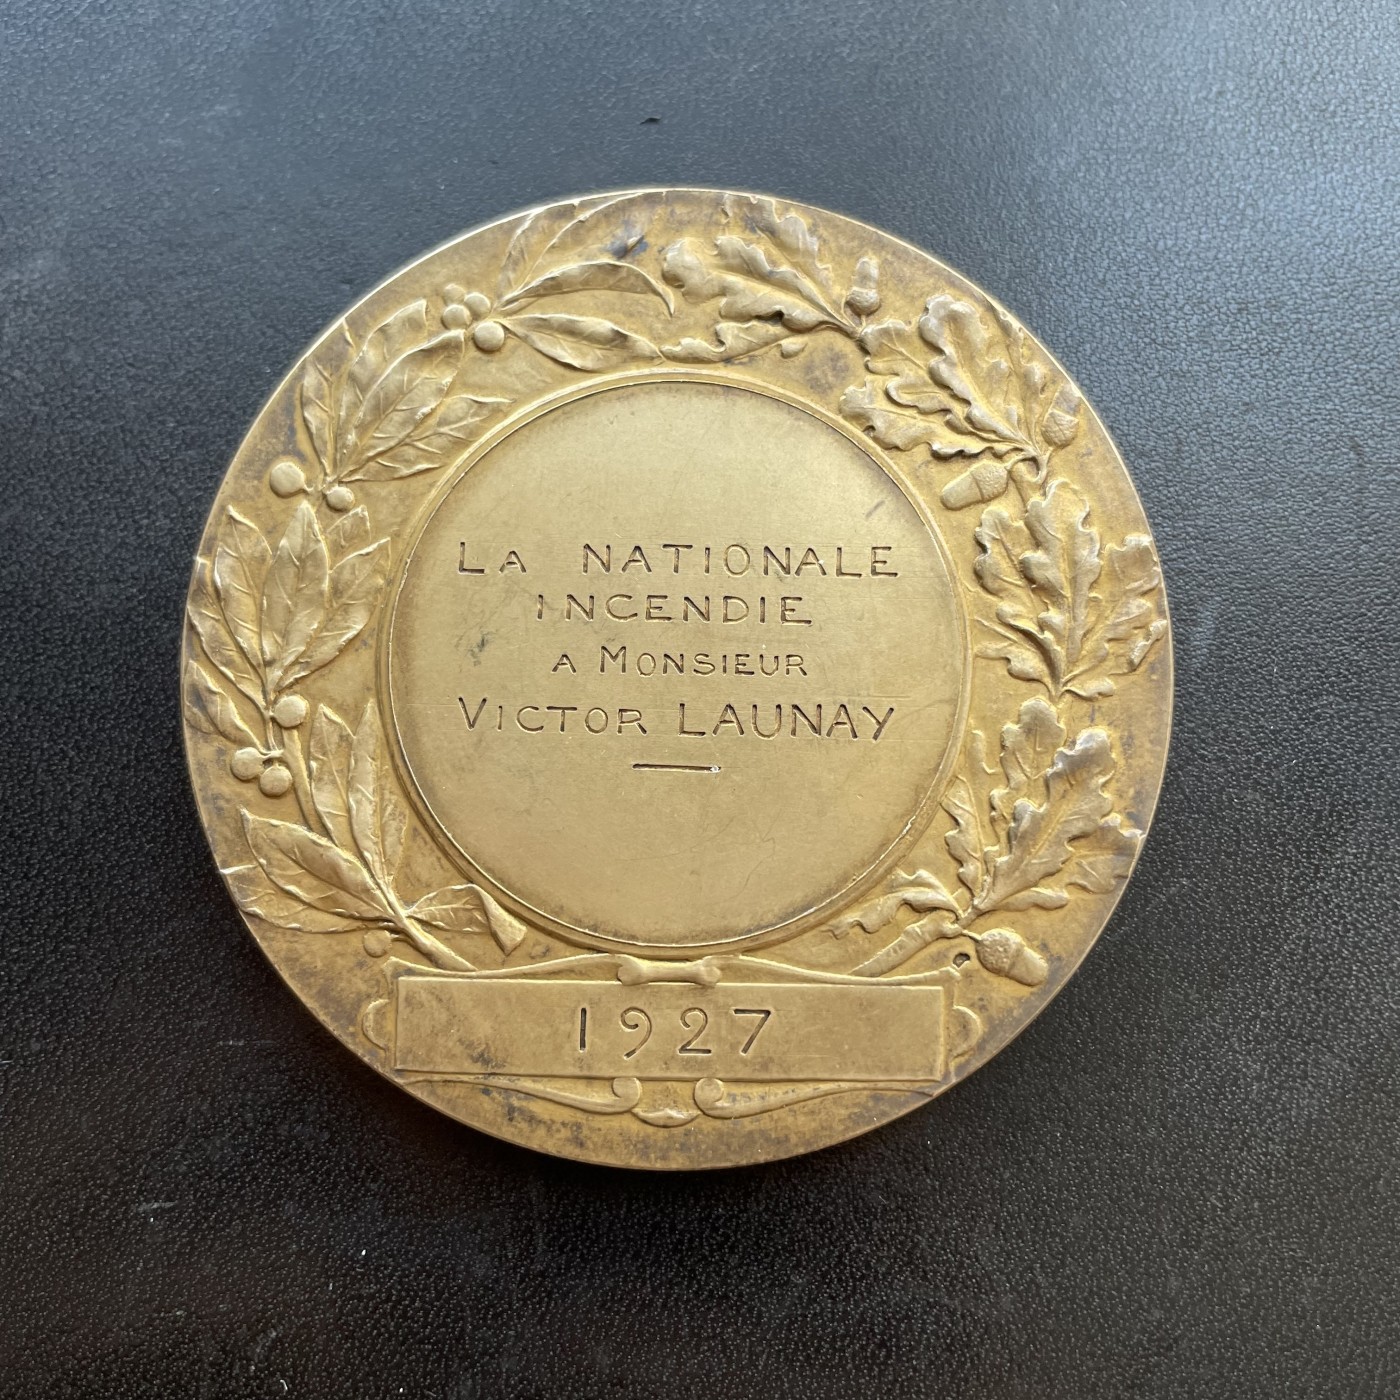 LA NATIONALE
INCENDIE
A MONSIEUR
VICTOR LAUNAY
1927